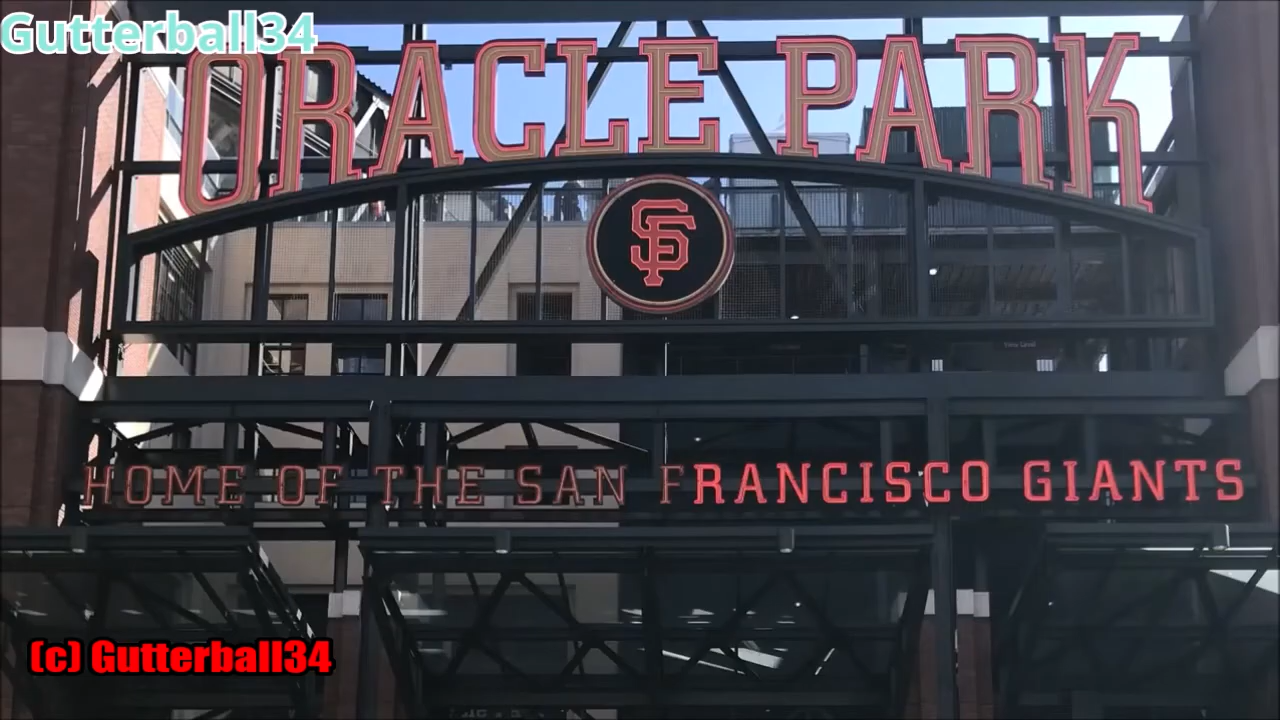 Gutterball34
ORACLE PARK
SF
HOME OF THE SAN FRANCISCO GIANTS
(c) Gutterball34